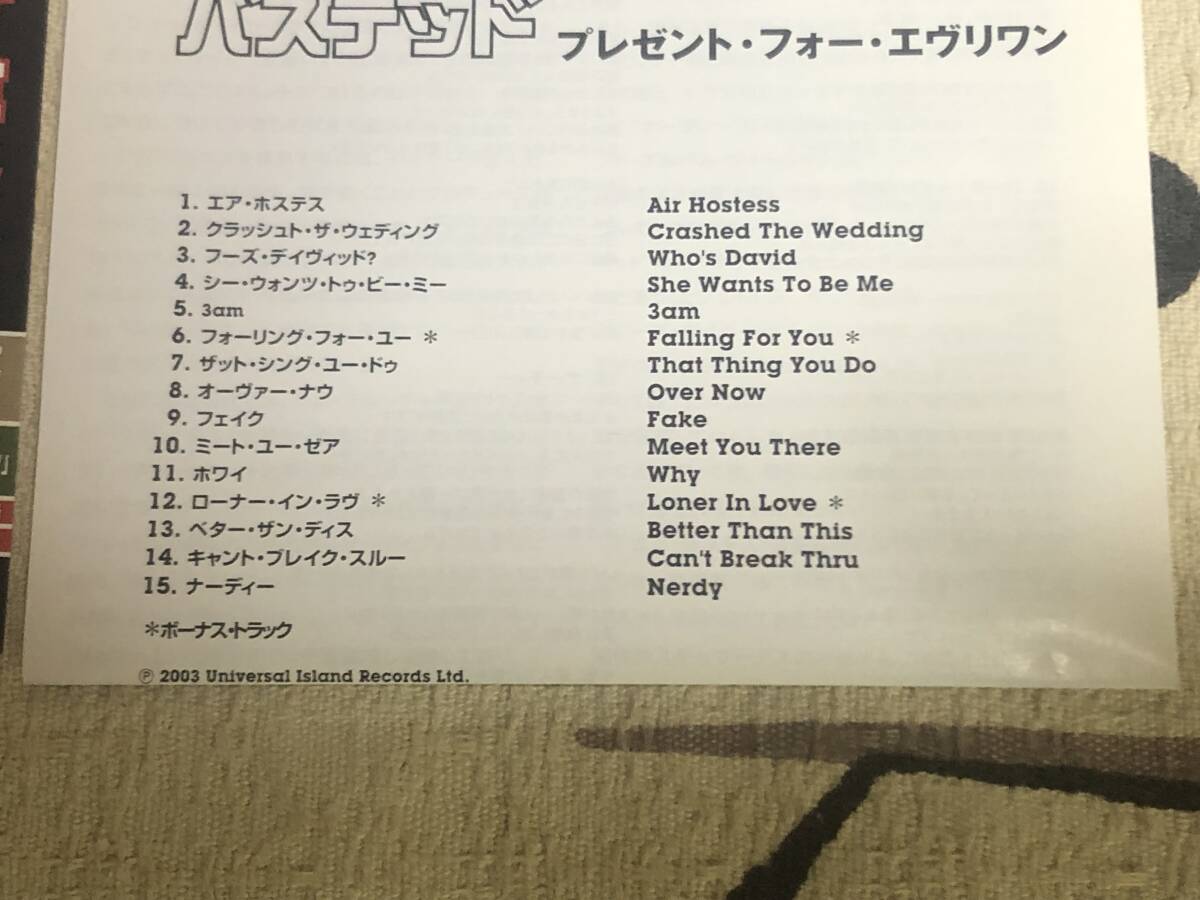 バステッド プレゼント・フォー・エヴリワン
1. エア・ホステス Air Hostess
2. クラッシュト・ザ・ウェディング Crashed The Wedding
3. フーズ・デイヴィッド? Who's David
4. シー・ウォンツ・トゥ・ビー・ミー She Wants To Be Me
5. 3am 3am
6. フォーリング・フォー・ユー ＊ Falling For You ＊
7. ザット・シング・ユー・ドゥ That Thing You Do
8. オーヴァー・ナウ Over Now
9. フェイク Fake
10. ミート・ユー・ゼア Meet You There
11. ホワイ Why
12. ローナー・イン・ラヴ ＊ Loner In Love ＊
13. ベター・ザン・ディス Better Than This
14. キャント・ブレイク・スルー Can't Break Thru
15. ナーディー Nerdy
＊ボーナス・トラック
℗ 2003 Universal Island Records Ltd.